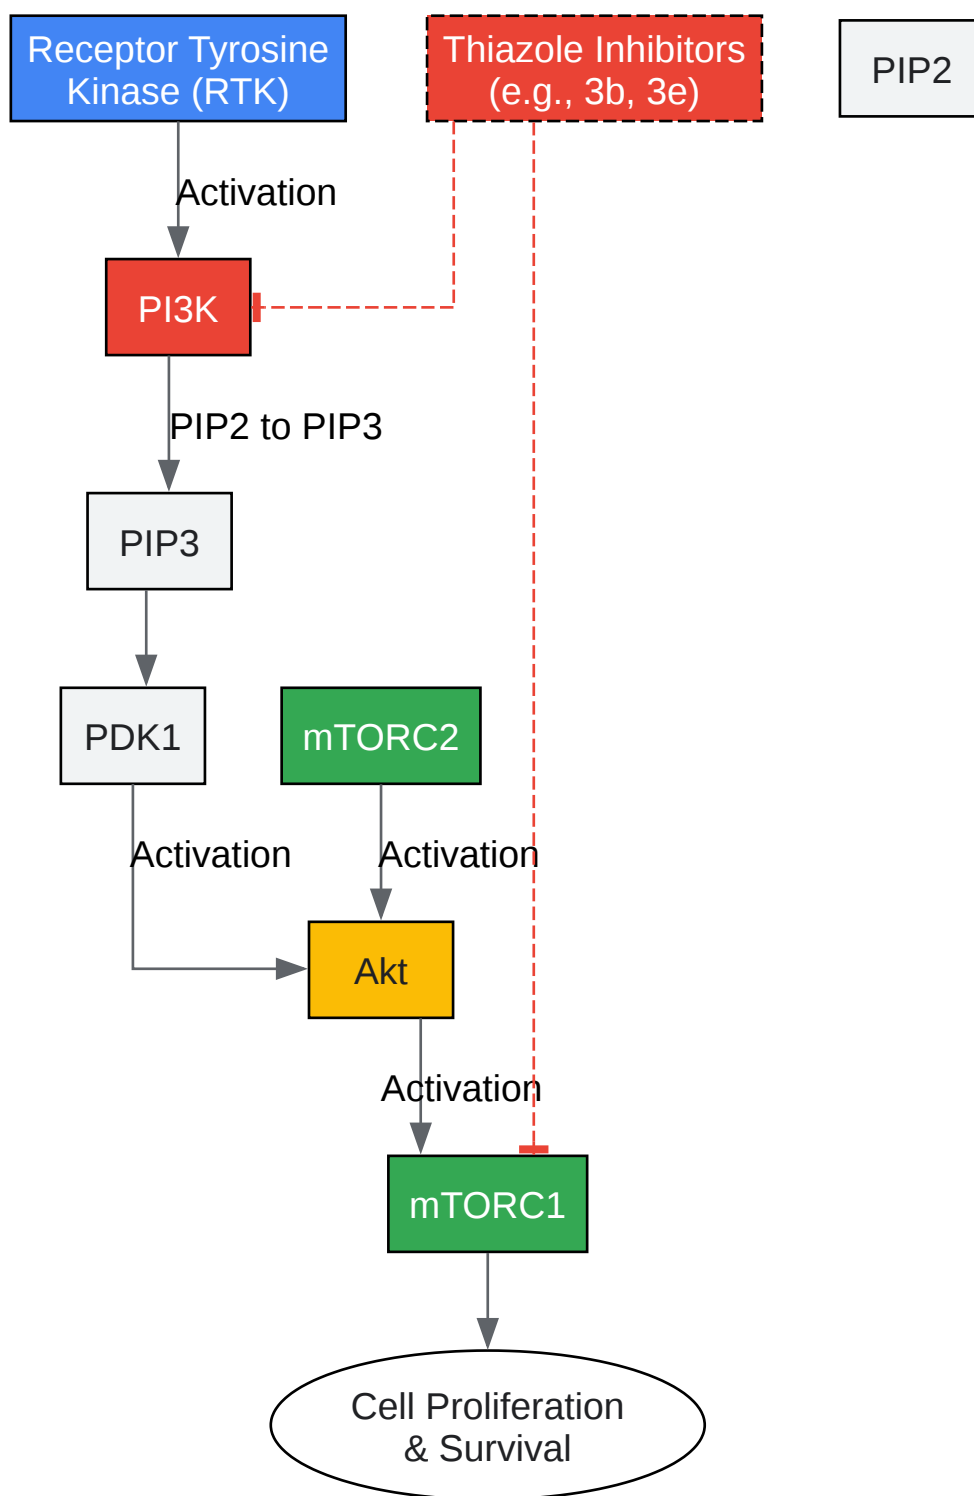 Receptor Tyrosine
Kinase (RTK)
Thiazole Inhibitors
(e.g., 3b, 3e)
PIP2
Activation
PI3K
PIP2 to PIP3
PIP3
PDK1
mTORC2
Activation
Activation
Akt
Activation
mTORC1
Cell Proliferation
& Survival